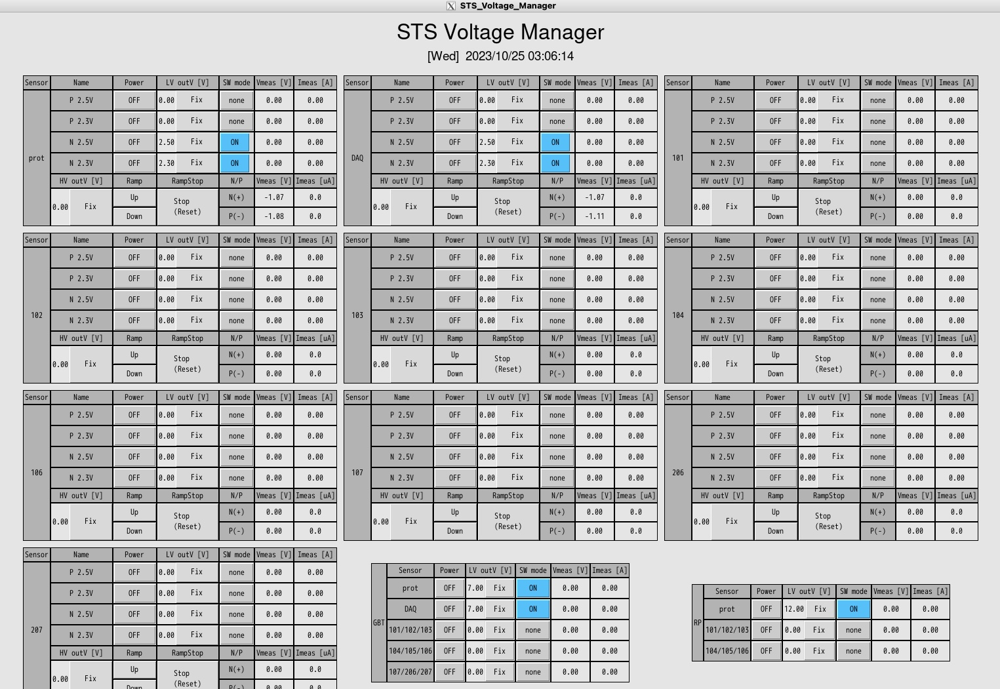 STS_Voltage_Manager
STS Voltage Manager
[Wed] 2023/10/25 03:06:14
Sensor Name Power LV outV [V] SW mode Vmeas [V] Imeas [A]
prot
P 2.5V OFF 0.00 Fix none 0.00 0.00
P 2.3V OFF 0.00 Fix none 0.00 0.00
N 2.5V OFF 2.50 Fix ON 0.00 0.00
N 2.3V OFF 2.30 Fix ON 0.00 0.00
HV outV [V] Ramp RampStop N/P Vmeas [V] Imeas [uA]
0.00 Fix Up Stop N(+) -1.07 0.0
Down (Reset) P(-) -1.08 0.0
Sensor Name Power LV outV [V] SW mode Vmeas [V] Imeas [A]
DAQ
P 2.5V OFF 0.00 Fix none 0.00 0.00
P 2.3V OFF 0.00 Fix none 0.00 0.00
N 2.5V OFF 2.50 Fix ON 0.00 0.00
N 2.3V OFF 2.30 Fix ON 0.00 0.00
HV outV [V] Ramp RampStop N/P Vmeas [V] Imeas [uA]
0.00 Fix Up Stop N(+) -1.07 0.0
Down (Reset) P(-) -1.11 0.0
Sensor Name Power LV outV [V] SW mode Vmeas [V] Imeas [A]
101
P 2.5V OFF 0.00 Fix none 0.00 0.00
P 2.3V OFF 0.00 Fix none 0.00 0.00
N 2.5V OFF 0.00 Fix none 0.00 0.00
N 2.3V OFF 0.00 Fix none 0.00 0.00
HV outV [V] Ramp RampStop N/P Vmeas [V] Imeas [uA]
0.00 Fix Up Stop N(+) 0.00 0.0
Down (Reset) P(-) 0.00 0.0
Sensor Name Power LV outV [V] SW mode Vmeas [V] Imeas [A]
102
P 2.5V OFF 0.00 Fix none 0.00 0.00
P 2.3V OFF 0.00 Fix none 0.00 0.00
N 2.5V OFF 0.00 Fix none 0.00 0.00
N 2.3V OFF 0.00 Fix none 0.00 0.00
HV outV [V] Ramp RampStop N/P Vmeas [V] Imeas [uA]
0.00 Fix Up Stop N(+) 0.00 0.0
Down (Reset) P(-) 0.00 0.0
Sensor Name Power LV outV [V] SW mode Vmeas [V] Imeas [A]
103
P 2.5V OFF 0.00 Fix none 0.00 0.00
P 2.3V OFF 0.00 Fix none 0.00 0.00
N 2.5V OFF 0.00 Fix none 0.00 0.00
N 2.3V OFF 0.00 Fix none 0.00 0.00
HV outV [V] Ramp RampStop N/P Vmeas [V] Imeas [uA]
0.00 Fix Up Stop N(+) 0.00 0.0
Down (Reset) P(-) 0.00 0.0
Sensor Name Power LV outV [V] SW mode Vmeas [V] Imeas [A]
104
P 2.5V OFF 0.00 Fix none 0.00 0.00
P 2.3V OFF 0.00 Fix none 0.00 0.00
N 2.5V OFF 0.00 Fix none 0.00 0.00
N 2.3V OFF 0.00 Fix none 0.00 0.00
HV outV [V] Ramp RampStop N/P Vmeas [V] Imeas [uA]
0.00 Fix Up Stop N(+) 0.00 0.0
Down (Reset) P(-) 0.00 0.0
Sensor Name Power LV outV [V] SW mode Vmeas [V] Imeas [A]
106
P 2.5V OFF 0.00 Fix none 0.00 0.00
P 2.3V OFF 0.00 Fix none 0.00 0.00
N 2.5V OFF 0.00 Fix none 0.00 0.00
N 2.3V OFF 0.00 Fix none 0.00 0.00
HV outV [V] Ramp RampStop N/P Vmeas [V] Imeas [uA]
0.00 Fix Up Stop N(+) 0.00 0.0
Down (Reset) P(-) 0.00 0.0
Sensor Name Power LV outV [V] SW mode Vmeas [V] Imeas [A]
107
P 2.5V OFF 0.00 Fix none 0.00 0.00
P 2.3V OFF 0.00 Fix none 0.00 0.00
N 2.5V OFF 0.00 Fix none 0.00 0.00
N 2.3V OFF 0.00 Fix none 0.00 0.00
HV outV [V] Ramp RampStop N/P Vmeas [V] Imeas [uA]
0.00 Fix Up Stop N(+) 0.00 0.0
Down (Reset) P(-) 0.00 0.0
Sensor Name Power LV outV [V] SW mode Vmeas [V] Imeas [A]
206
P 2.5V OFF 0.00 Fix none 0.00 0.00
P 2.3V OFF 0.00 Fix none 0.00 0.00
N 2.5V OFF 0.00 Fix none 0.00 0.00
N 2.3V OFF 0.00 Fix none 0.00 0.00
HV outV [V] Ramp RampStop N/P Vmeas [V] Imeas [uA]
0.00 Fix Up Stop N(+) 0.00 0.0
Down (Reset) P(-) 0.00 0.0
Sensor Name Power LV outV [V] SW mode Vmeas [V] Imeas [A]
207
P 2.5V OFF 0.00 Fix none 0.00 0.00
P 2.3V OFF 0.00 Fix none 0.00 0.00
N 2.5V OFF 0.00 Fix none 0.00 0.00
N 2.3V OFF 0.00 Fix none 0.00 0.00
HV outV [V] Ramp RampStop N/P Vmeas [V] Imeas [uA]
0.00 Fix Up Stop N(+) 0.00 0.0
Down (Reset) P(-) 0.00 0.0
GBT
Sensor Power LV outV [V] SW mode Vmeas [V] Imeas [A]
prot OFF 7.00 Fix ON 0.00 0.00
DAQ OFF 7.00 Fix ON 0.00 0.00
101/102/103 OFF 0.00 Fix none 0.00 0.00
104/105/106 OFF 0.00 Fix none 0.00 0.00
107/206/207 OFF 0.00 Fix none 0.00 0.00
RP
Sensor Power LV outV [V] SW mode Vmeas [V] Imeas [A]
prot OFF 12.00 Fix ON 0.00 0.00
101/102/103 OFF 0.00 Fix none 0.00 0.00
104/105/106 OFF 0.00 Fix none 0.00 0.00